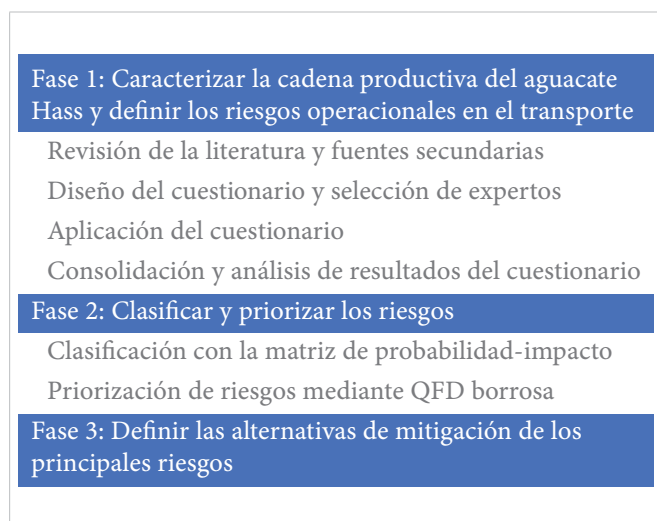 Fase 1: Caracterizar la cadena productiva del aguacate
Hass y definir los riesgos operacionales en el transporte
Revisión de la literatura y fuentes secundarias
Diseño del cuestionario y selección de expertos
Aplicación del cuestionario
Consolidación y análisis de resultados del cuestionario
Fase 2: Clasificar y priorizar los riesgos
Clasificación con la matriz de probabilidad-impacto
Priorización de riesgos mediante QFD borrosa
Fase 3: Definir las alternativas de mitigación de los
principales riesgos